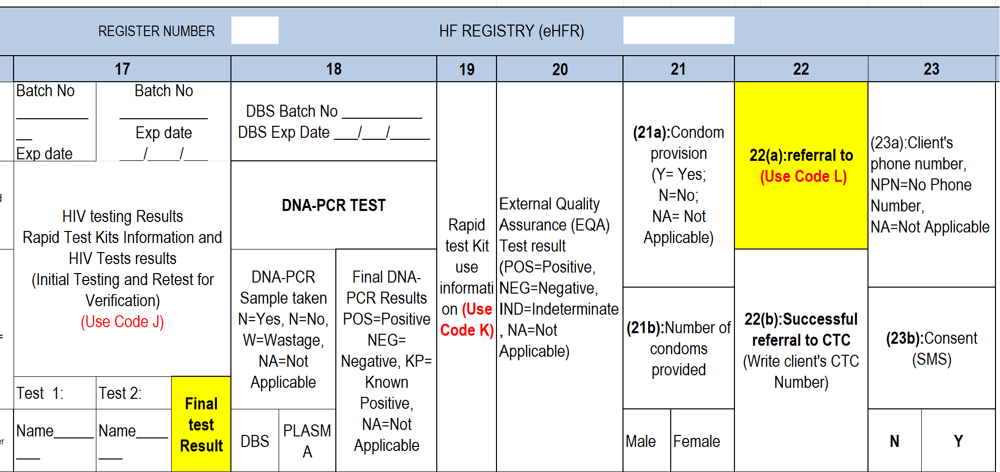 REGISTER NUMBER
HF REGISTRY (eHFR)
17
18
19
20
21
22
23
Batch No
_________
__
Exp date
Batch No
___________
Exp date
___/____/___
HIV testing Results
Rapid Test Kits Information and
HIV Tests results
(Initial Testing and Retest for
Verification)
(Use Code J)
Test 1:
Test 2:
Name_____
___
Name____
___
Final
test
Result
DBS Batch No __________
DBS Exp Date ___/___/_____
DNA-PCR TEST
DNA-PCR
Sample taken
N=Yes, N=No,
W=Wastage,
NA=Not
Applicable
DBS
PLASM
A
Final DNA-
PCR Results
POS=Positive
NEG=
Negative, KP=
Known
Positive,
NA=Not
Applicable
Rapid
test Kit
use
informati
on (Use
Code K)
External Quality
Assurance (EQA)
Test result
(POS=Positive,
NEG=Negative,
IND=Indeterminate
, NA=Not
Applicable)
(21a):Condom
provision
(Y= Yes;
N=No;
NA= Not
Applicable)
(21b):Number of
condoms
provided
Male
Female
22(a):referral to
(Use Code L)
22(b):Successful
referral to CTC
(Write client's CTC
Number)
(23a):Client's
phone number,
NPN=No Phone
Number,
NA=Not Applicable
(23b):Consent
(SMS)
N
Y